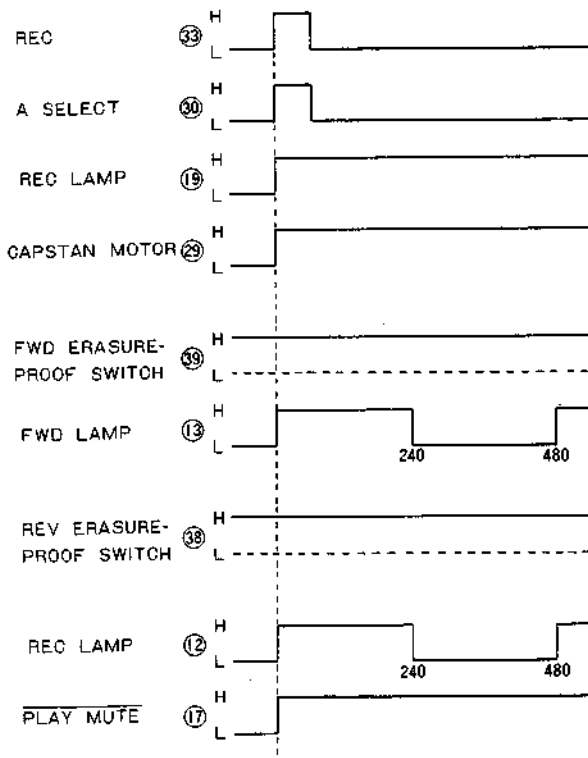 REC ㉝ H L
A SELECT ㉚ H L
REC LAMP ⑲ H L
CAPSTAN MOTOR ㉙ H L
FWD ERASURE-
PROOF SWITCH ㊴ H L
FWD LAMP ⑬ H L 240 480
REV ERASURE-
PROOF SWITCH ㊳ H L
REC LAMP ⑫ H L 240 480
PLAY MUTE ⑰ H L